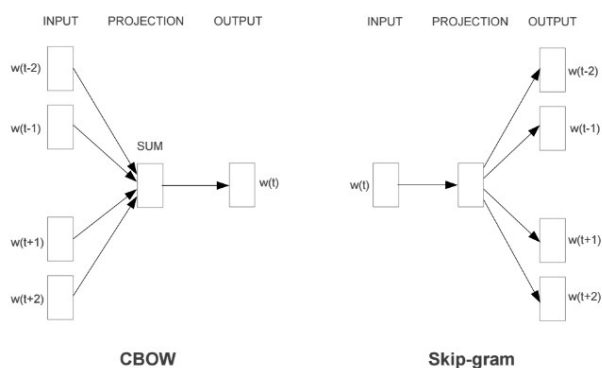 INPUT PROJECTION OUTPUT
w(t-2)
w(t-1)
SUM
w(t)
w(t+1)
w(t+2)
CBOW
INPUT PROJECTION OUTPUT
w(t-2)
w(t-1)
w(t)
w(t+1)
w(t+2)
Skip-gram